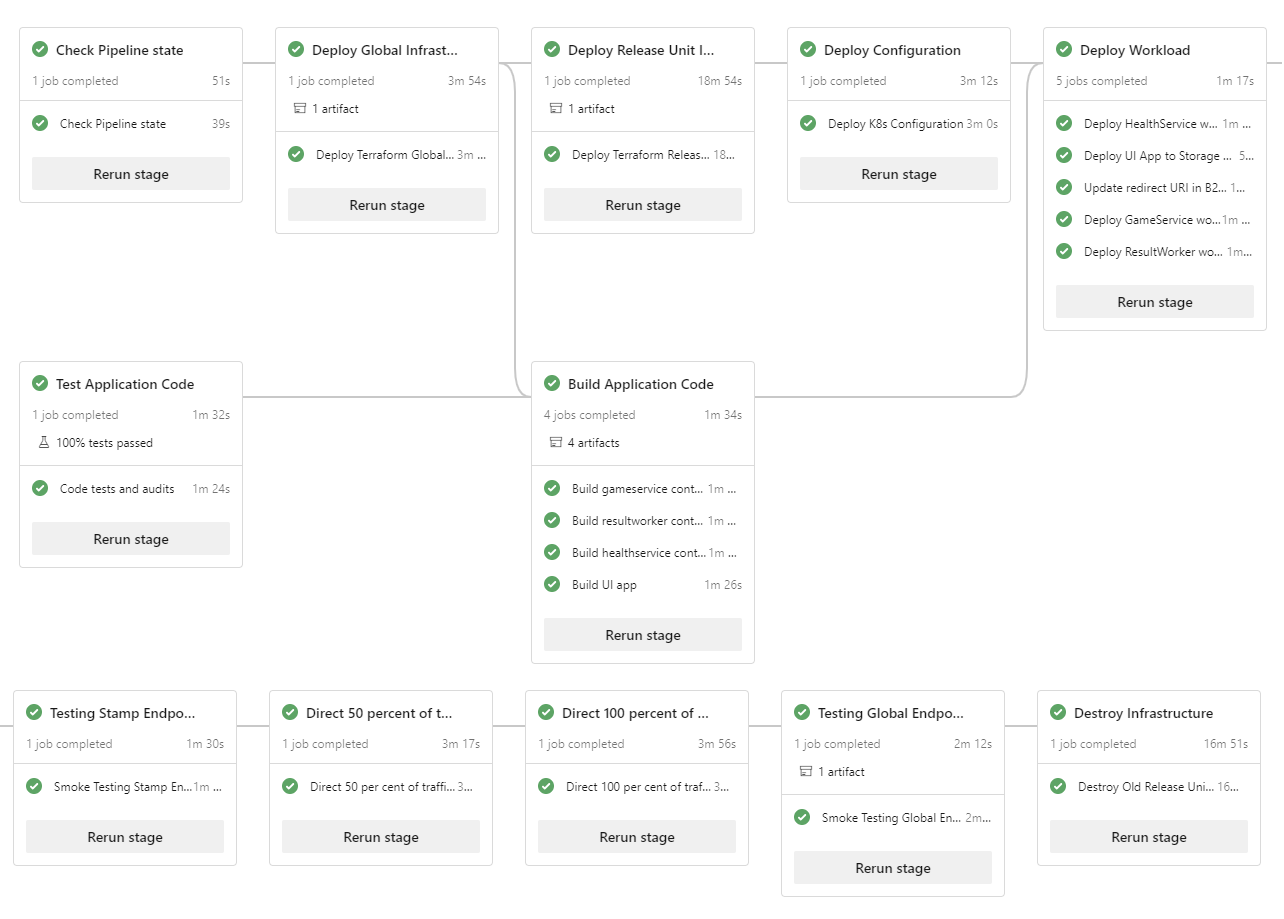 Check Pipeline state
1 job completed 51s
Check Pipeline state 39s
Rerun stage
Deploy Global Infrast...
1 job completed 3m 54s
1 artifact
Deploy Terraform Global... 3m ...
Rerun stage
Deploy Release Unit I...
1 job completed 18m 54s
1 artifact
Deploy Terraform Releas... 18...
Rerun stage
Deploy Configuration
1 job completed 3m 12s
Deploy K8s Configuration 3m 0s
Rerun stage
Deploy Workload
5 jobs completed 1m 17s
Deploy HealthService w... 1m ...
Deploy UI App to Storage ... 5...
Update redirect URI in B2... 1...
Deploy GameService wo... 1m ...
Deploy ResultWorker wo... 1m...
Rerun stage
Test Application Code
1 job completed 1m 32s
100% tests passed
Code tests and audits 1m 24s
Rerun stage
Build Application Code
4 jobs completed 1m 34s
4 artifacts
Build gameservice cont... 1m ...
Build resultworker cont... 1m ...
Build healthservice cont... 1m ...
Build UI app 1m 26s
Rerun stage
Testing Stamp Endpo...
1 job completed 1m 30s
Smoke Testing Stamp En... 1m ...
Rerun stage
Direct 50 percent of t...
1 job completed 3m 17s
Direct 50 per cent of traffi... 3...
Rerun stage
Direct 100 percent of ...
1 job completed 3m 56s
Direct 100 per cent of traf... 3...
Rerun stage
Testing Global Endpo...
1 job completed 2m 12s
1 artifact
Smoke Testing Global En... 2m...
Rerun stage
Destroy Infrastructure
1 job completed 16m 51s
Destroy Old Release Uni... 16...
Rerun stage